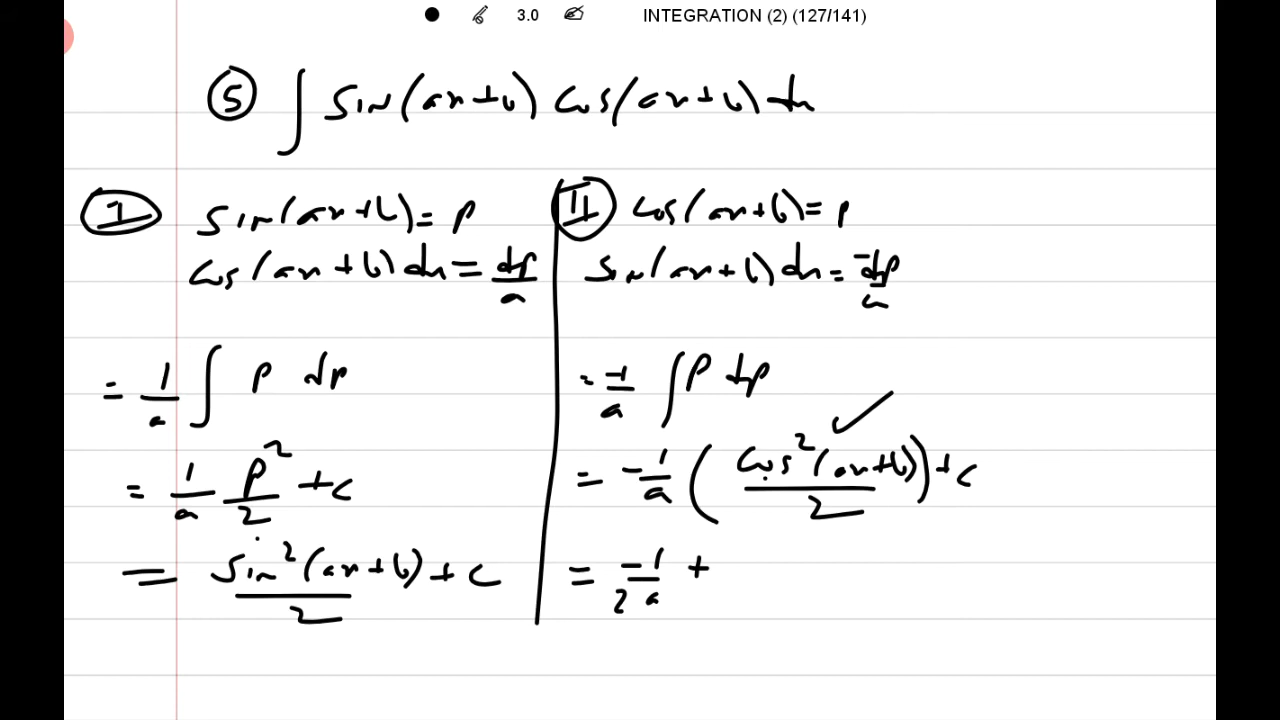 3.0 INTEGRATION (2) (127/141)
⑤ ∫ sin(ax+b) cos(ax+b) dx
Ⓘ sin(ax+b) = p
cos(ax+b) dx = dp/a
= 1/a ∫ p dp
= 1/a p²/2 + c
= sin²(ax+b)/2 + c
Ⅱ cos(ax+b) = p
sin(ax+b) dx = -dp/a
= -1/a ∫ p dp
= -1/a (cos²(ax+b)/2) + c
= -1/2a +